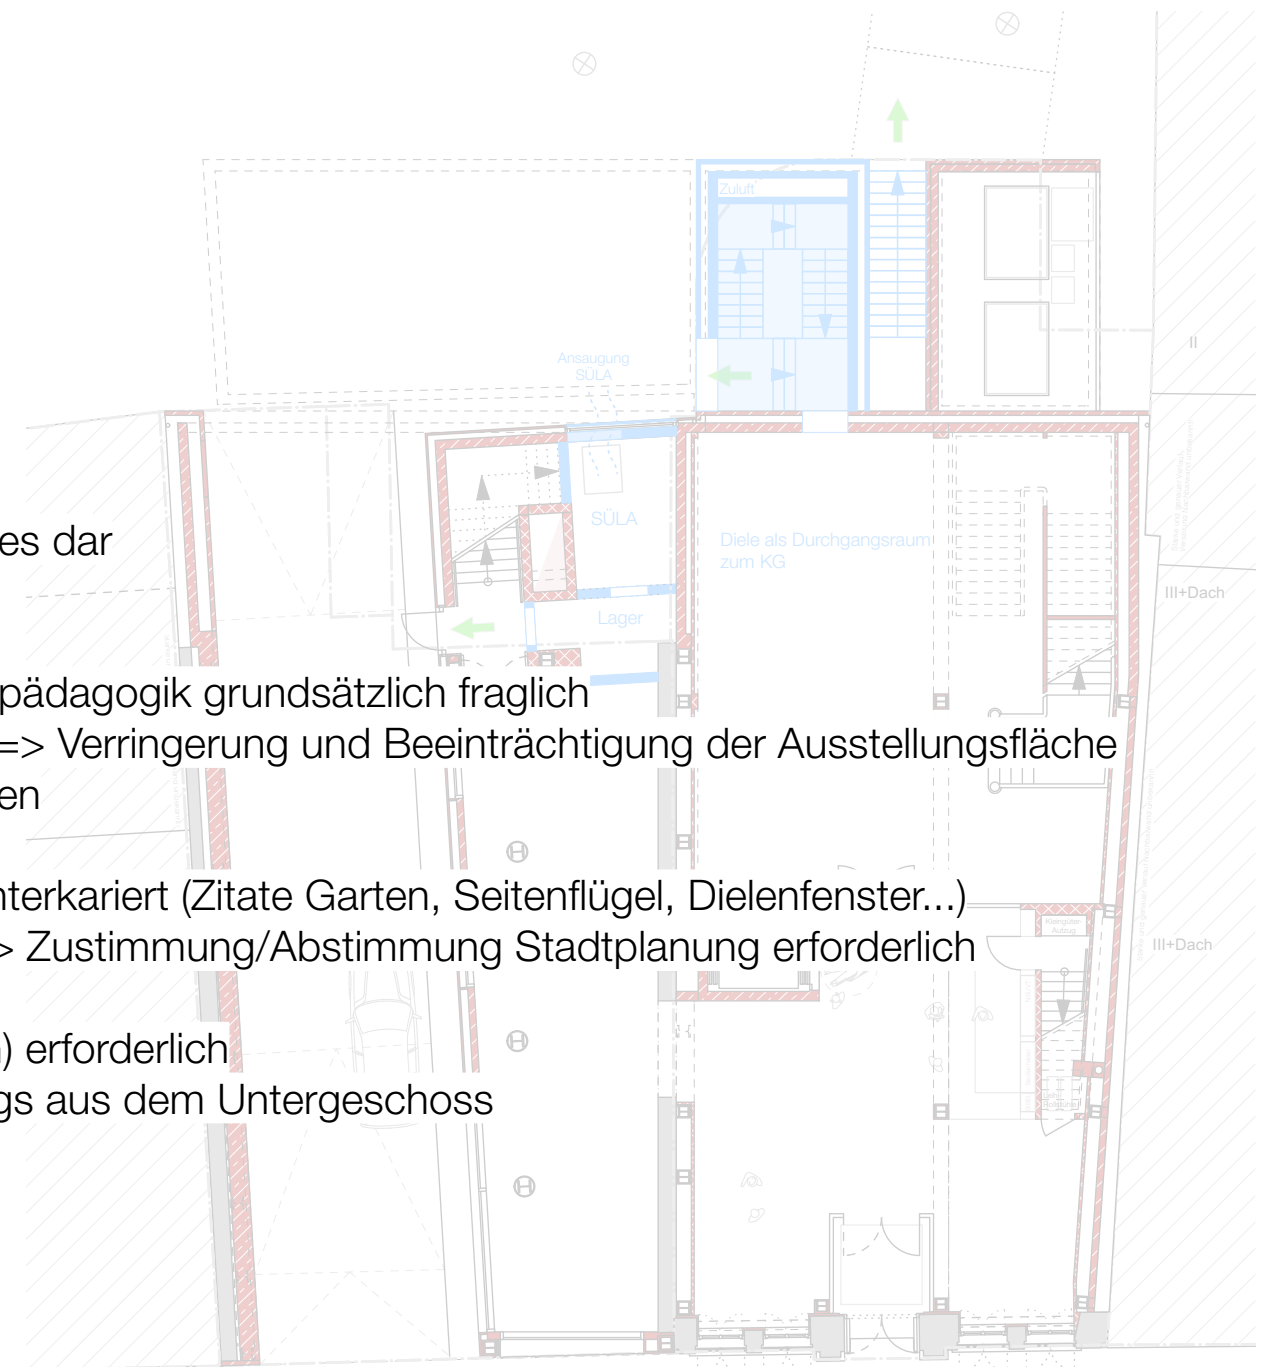 Zuluft
II
Ansaugung
SÜLA
SÜLA
es dar
Diele als Durchgangsraum
zum KG
III+Dach
Lager
pädagogik grundsätzlich fraglich
=> Verringerung und Beeinträchtigung der Ausstellungsfläche
en
nterkariert (Zitate Garten, Seitenflügel, Dielenfenster...)
Kleingüter-
Aufzug
> Zustimmung/Abstimmung Stadtplanung erforderlich
III+Dach
) erforderlich
gs aus dem Untergeschoss